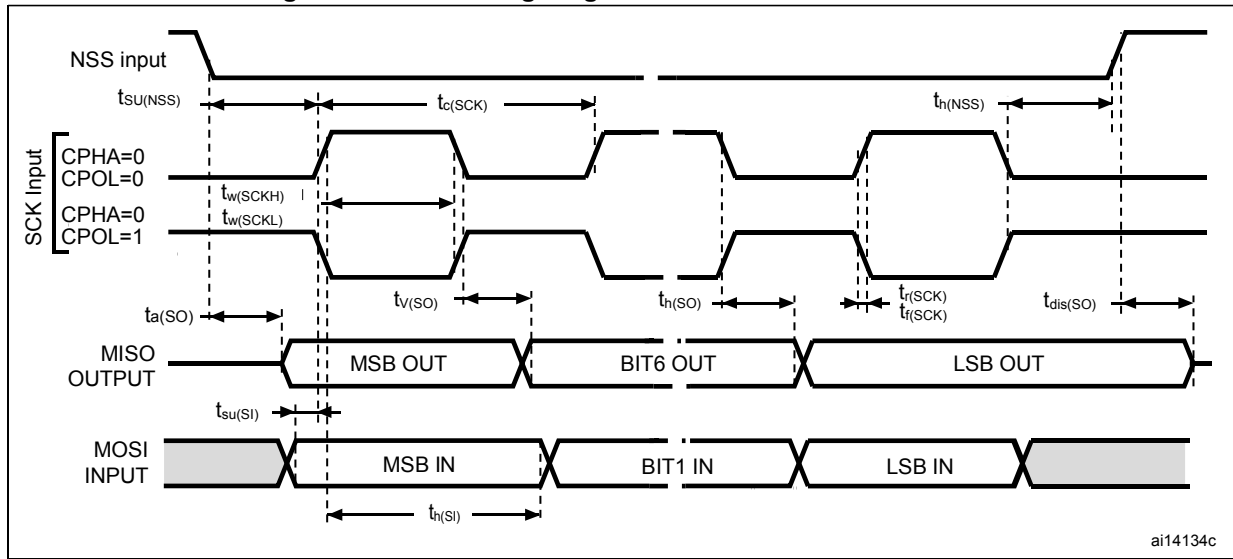 NSS input
tSU(NSS)
tc(SCK)
th(NSS)
SCK Input
CPHA=0
CPOL=0
tw(SCKH)
CPHA=0
tw(SCKL)
CPOL=1
ta(SO)
tV(SO)
th(SO)
tr(SCK)
tf(SCK)
tdis(SO)
MISO
OUTPUT
MSB OUT
BIT6 OUT
LSB OUT
tsu(SI)
MOSI
INPUT
MSB IN
BIT1 IN
LSB IN
th(SI)
ai14134c